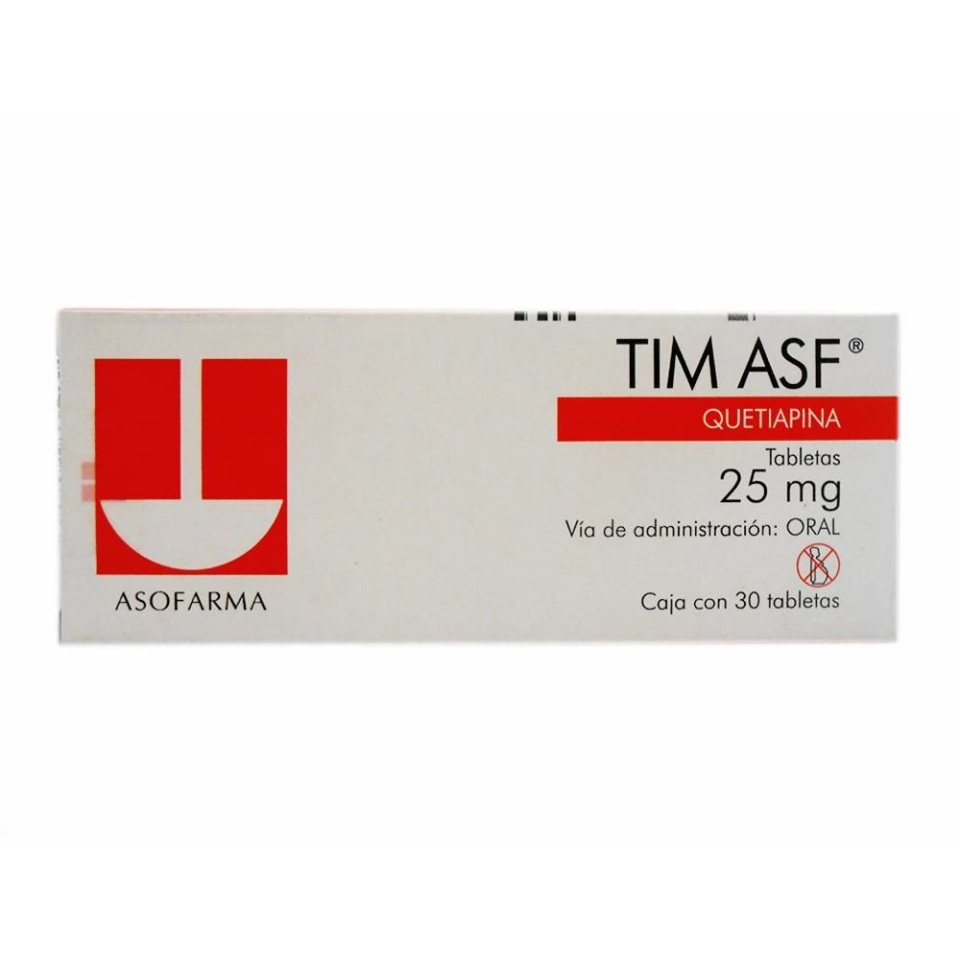 TIM ASF®
QUETIAPINA
Tabletas
25 mg
Vía de administración: ORAL
Caja con 30 tabletas
ASOFARMA